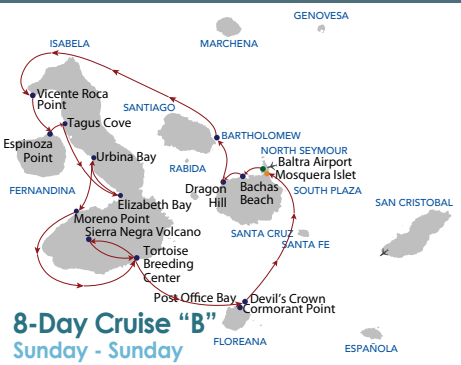 GENOVESA
ISABELA
MARCHENA
Vicente Roca
Point
SANTIAGO
Tagus Cove
BARTHOLOMEW
Espinoza
Point
Urbina Bay
NORTH SEYMOUR
Baltra Airport
RABIDA
Mosquera Islet
FERNANDINA
Dragon
Hill
Bachas
Beach
SOUTH PLAZA
Elizabeth Bay
SAN CRISTOBAL
Moreno Point
Sierra Negra Volcano
SANTA CRUZ
SANTA FE
Tortoise
Breeding
Center
Post Office Bay
Devil's Crown
Cormorant Point
8-Day Cruise “B”
Sunday - Sunday
FLOREANA
ESPAÑOLA